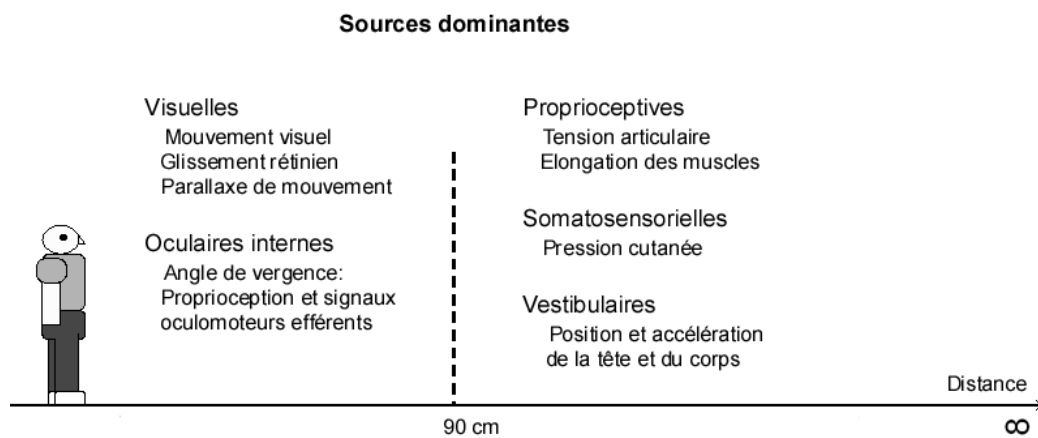 Sources dominantes
Visuelles
Mouvement visuel
Glissement rétinien
Parallaxe de mouvement
Oculaires internes
Angle de vergence:
Proprioception et signaux
oculomoteurs efférents
Proprioceptives
Tension articulaire
Elongation des muscles
Somatosensorielles
Pression cutanée
Vestibulaires
Position et accélération
de la tête et du corps
Distance
90 cm
∞